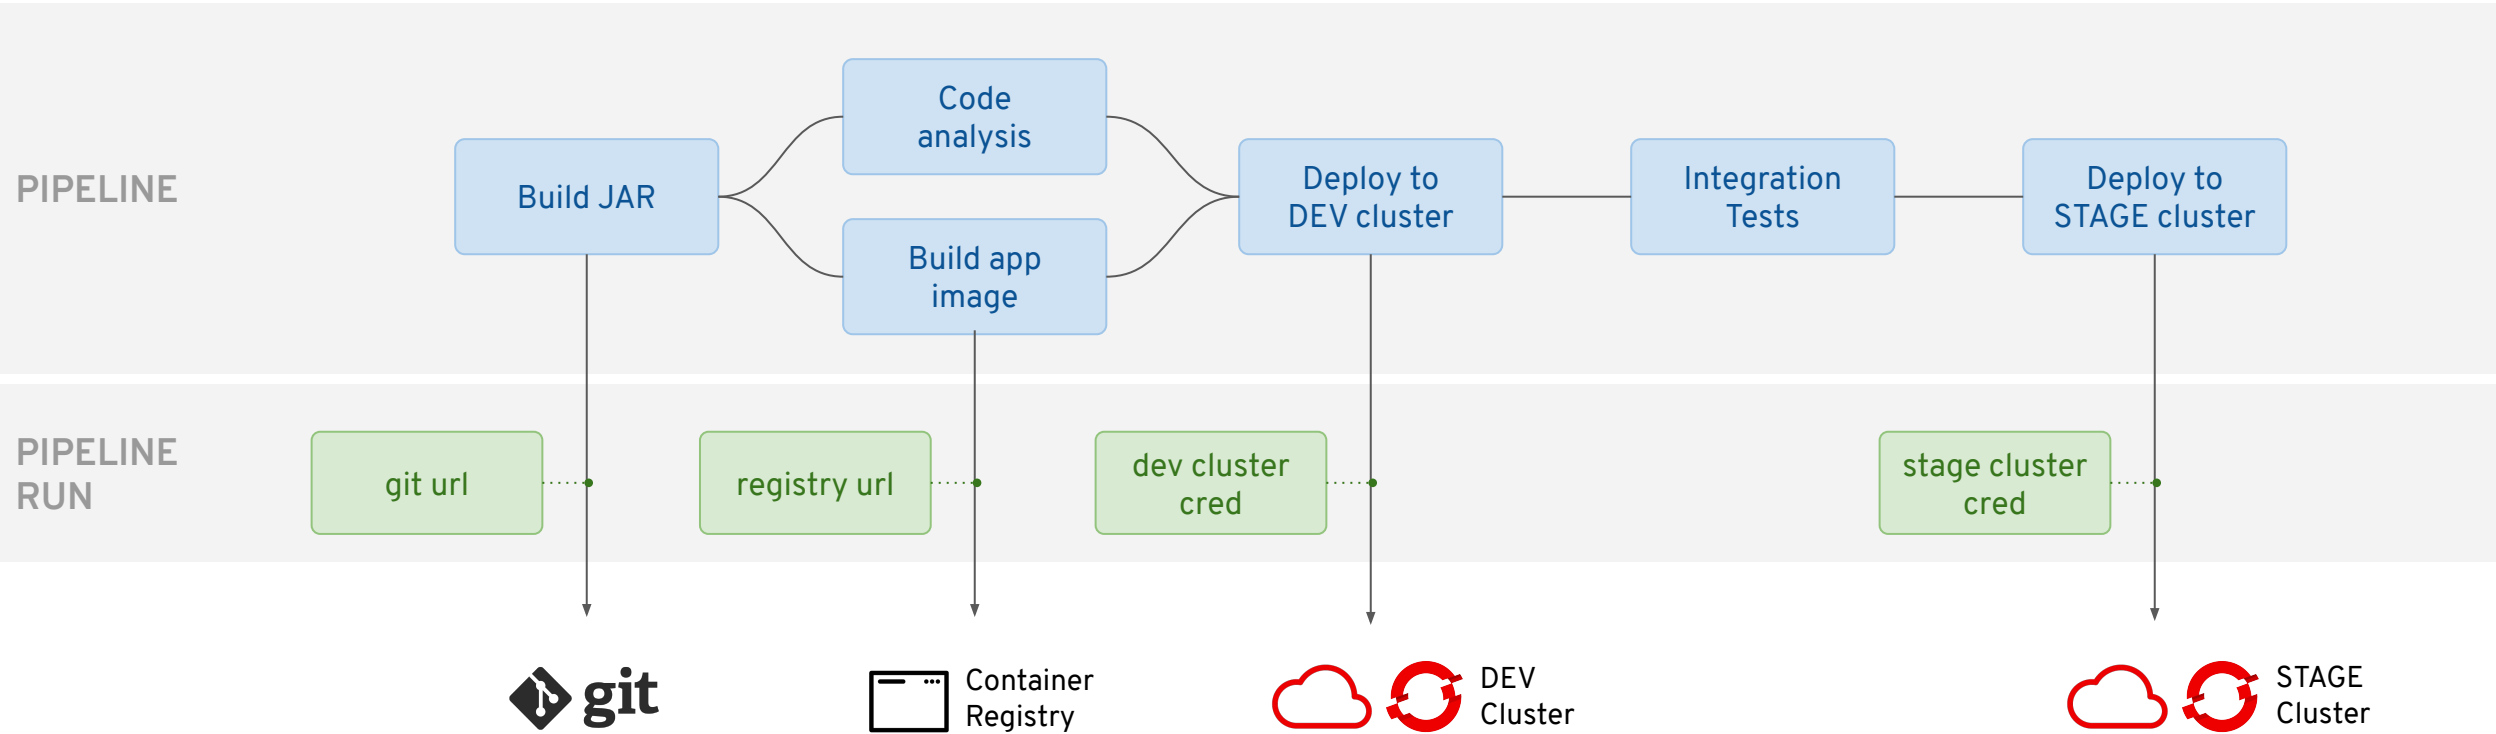 PIPELINE
Build JAR
Code
analysis
Build app
image
Deploy to
DEV cluster
Integration
Tests
Deploy to
STAGE cluster
PIPELINE
RUN
git url
registry url
dev cluster
cred
stage cluster
cred
git
Container
Registry
DEV
Cluster
STAGE
Cluster